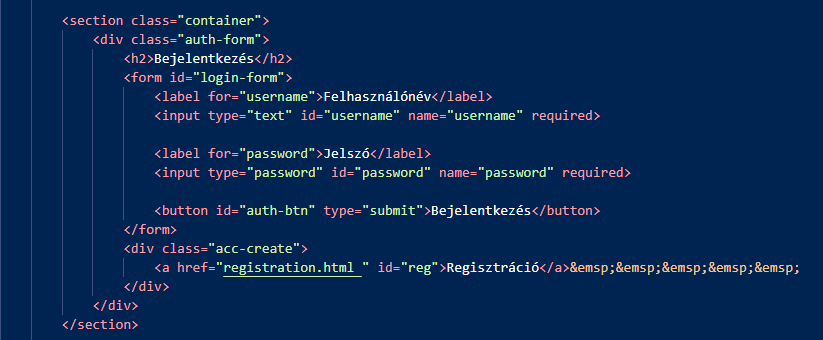 <section class="container">
<div class="auth-form">
<h2>Bejelentkezés</h2>
<form id="login-form">
<label for="username">Felhasználónév</label>
<input type="text" id="username" name="username" required>
<label for="password">Jelszó</label>
<input type="password" id="password" name="password" required>
<button id="auth-btn" type="submit">Bejelentkezés</button>
</form>
<div class="acc-create">
<a href="registration.html " id="reg">Regisztráció</a>&emsp;&emsp;&emsp;&emsp;&emsp;
</div>
</div>
</section>